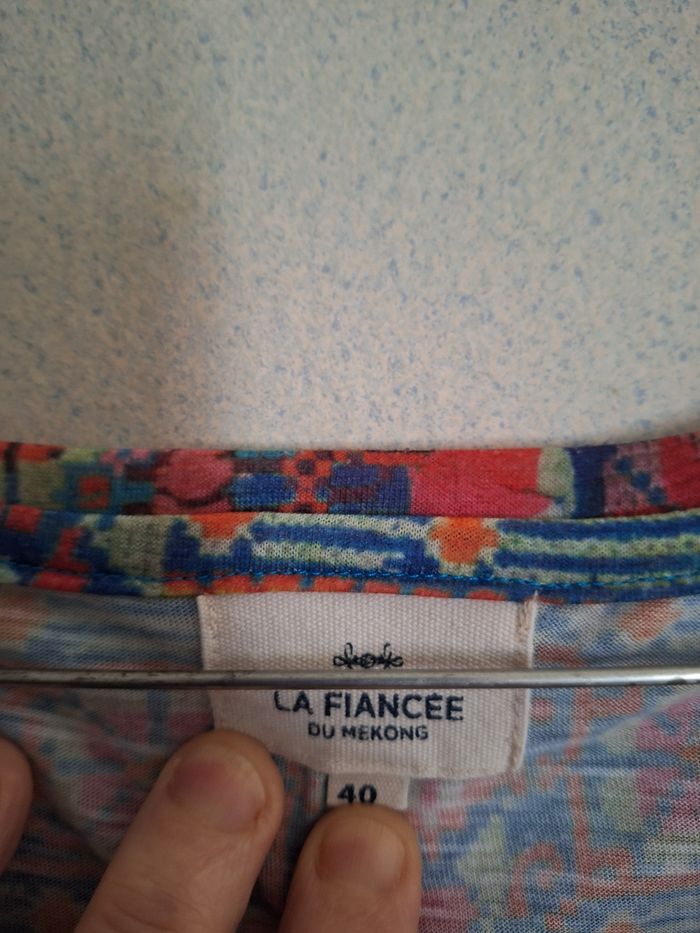 LA FIANCÉE
DU MEKONG
40